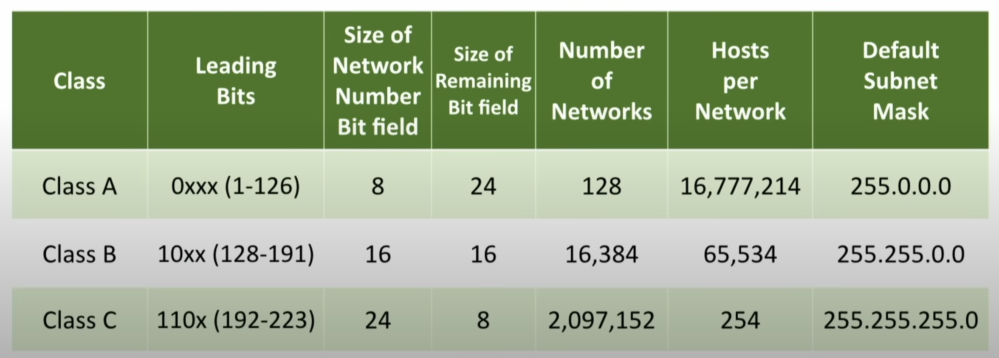 Class
Leading
Bits
Size of
Network
Number
Bit field
Size of
Remaining
Bit field
Number
of
Networks
Hosts
per
Network
Default
Subnet
Mask
Class A 0xxx (1-126) 8 24 128 16,777,214 255.0.0.0
Class B 10xx (128-191) 16 16 16,384 65,534 255.255.0.0
Class C 110x (192-223) 24 8 2,097,152 254 255.255.255.0